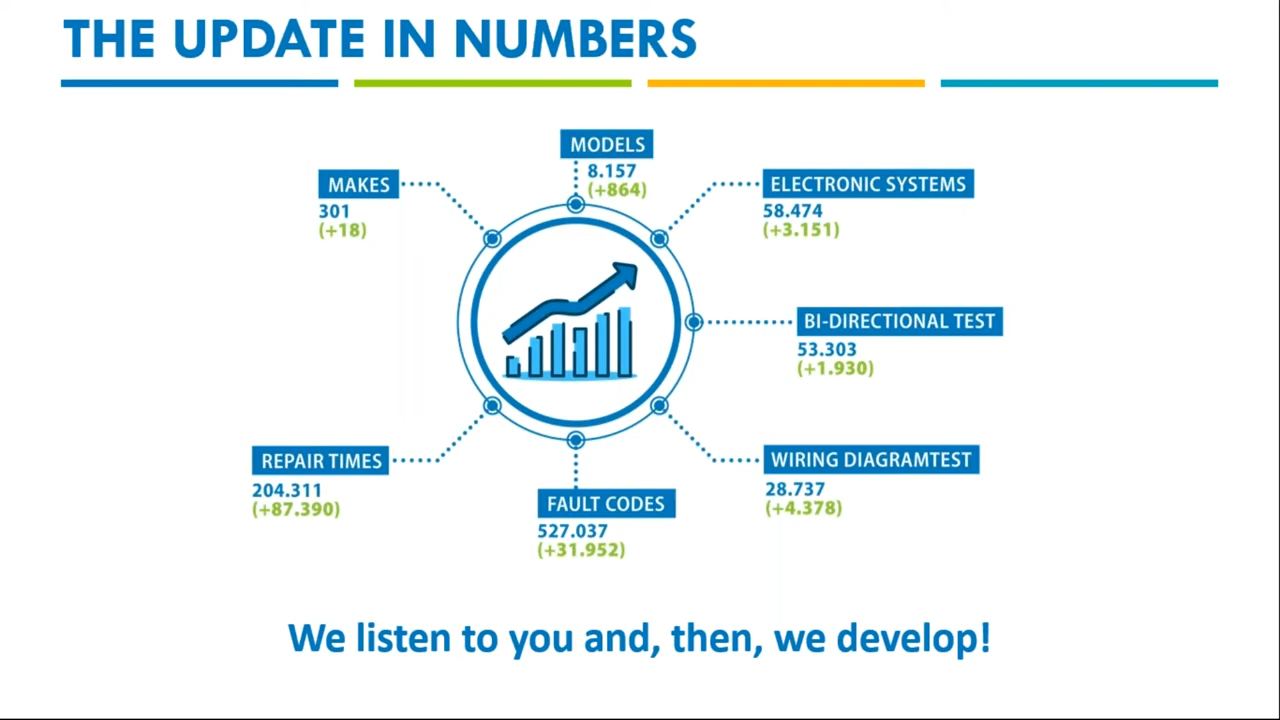 THE UPDATE IN NUMBERS
MODELS
8.157
(+864)
MAKES
301
(+18)
ELECTRONIC SYSTEMS
58.474
(+3.151)
BI-DIRECTIONAL TEST
53.303
(+1.930)
REPAIR TIMES
204.311
(+87.390)
WIRING DIAGRAMTEST
28.737
(+4.378)
FAULT CODES
527.037
(+31.952)
We listen to you and, then, we develop!